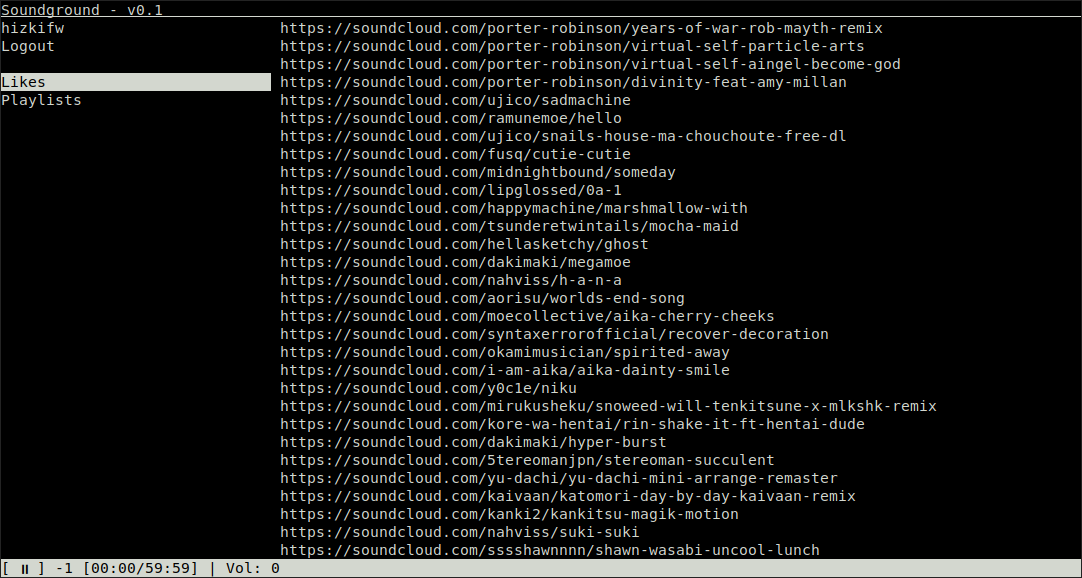 Soundground - v0.1
hizkifw
Logout
Likes
Playlists
https://soundcloud.com/porter-robinson/years-of-war-rob-mayth-remix
https://soundcloud.com/porter-robinson/virtual-self-particle-arts
https://soundcloud.com/porter-robinson/virtual-self-aingel-become-god
https://soundcloud.com/porter-robinson/divinity-feat-amy-millan
https://soundcloud.com/ujico/sadmachine
https://soundcloud.com/ramunemoe/hello
https://soundcloud.com/ujico/snails-house-ma-chouchoute-free-dl
https://soundcloud.com/fusq/cutie-cutie
https://soundcloud.com/midnightbound/someday
https://soundcloud.com/lipglossed/0a-1
https://soundcloud.com/happymachine/marshmallow-with
https://soundcloud.com/tsunderetwintails/mocha-maid
https://soundcloud.com/hellasketchy/ghost
https://soundcloud.com/dakimaki/megamoe
https://soundcloud.com/nahviss/h-a-n-a
https://soundcloud.com/aorisu/worlds-end-song
https://soundcloud.com/moecollective/aika-cherry-cheeks
https://soundcloud.com/syntaxerrorofficial/recover-decoration
https://soundcloud.com/okamimusician/spirited-away
https://soundcloud.com/i-am-aika/aika-dainty-smile
https://soundcloud.com/y0c1e/niku
https://soundcloud.com/mirukusheku/snoweed-will-tenkitsune-x-mlkshk-remix
https://soundcloud.com/kore-wa-hentai/rin-shake-it-ft-hentai-dude
https://soundcloud.com/dakimaki/hyper-burst
https://soundcloud.com/5tereomanjpn/stereoman-succulent
https://soundcloud.com/yu-dachi/yu-dachi-mini-arrange-remaster
https://soundcloud.com/kaivaan/katomori-day-by-day-kaivaan-remix
https://soundcloud.com/kanki2/kankitsu-magik-motion
https://soundcloud.com/nahviss/suki-suki
https://soundcloud.com/sssshawnnnn/shawn-wasabi-uncool-lunch
[ ⏸ ] -1 [00:00/59:59] | Vol: 0